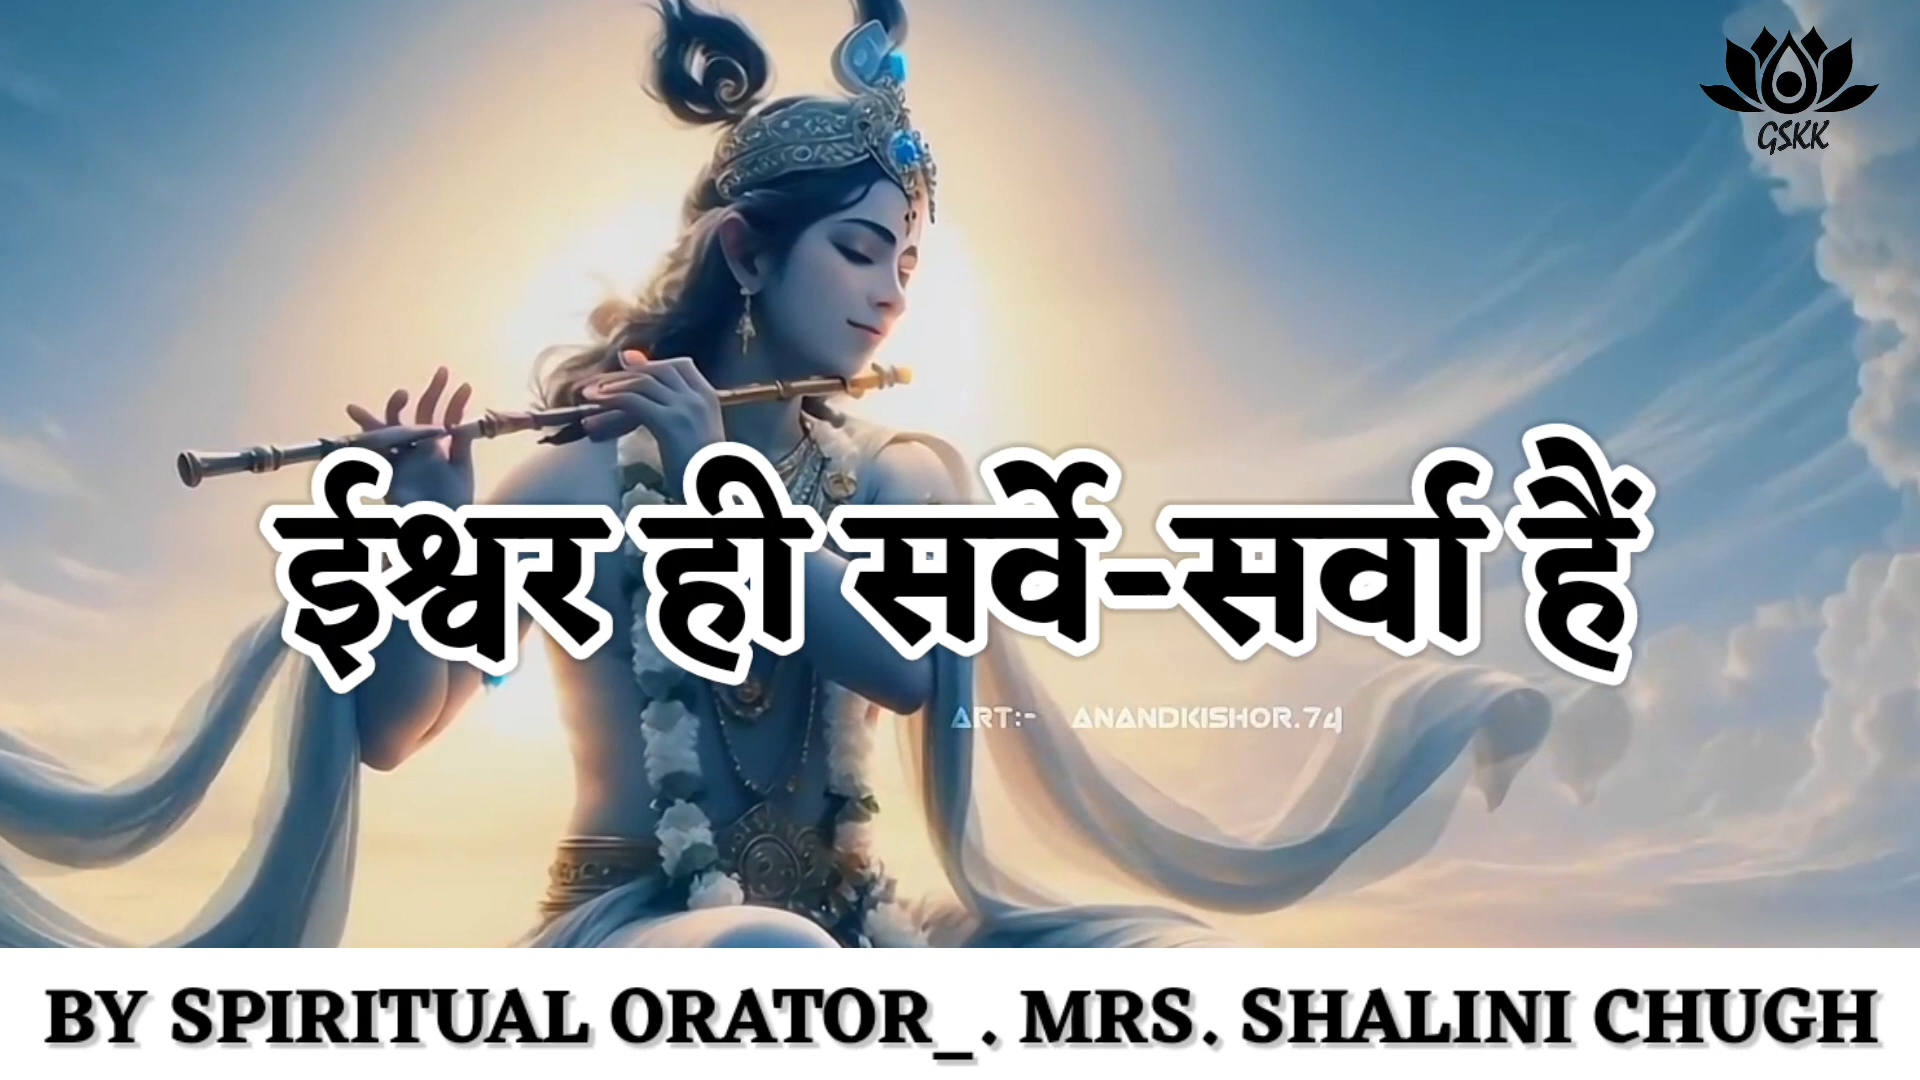 GSKK
ईश्वर ही सर्वे-सर्वा हैं
ART:- ANANDKISHOR.74
BY SPIRITUAL ORATOR_. MRS. SHALINI CHUGH